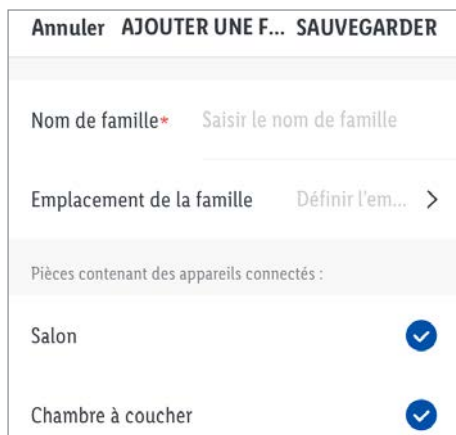 Annuler AJOUTER UNE F... SAUVEGARDER
Nom de famille* Saisir le nom de famille
Emplacement de la famille Définir l'em...
Pièces contenant des appareils connectés :
Salon
Chambre à coucher